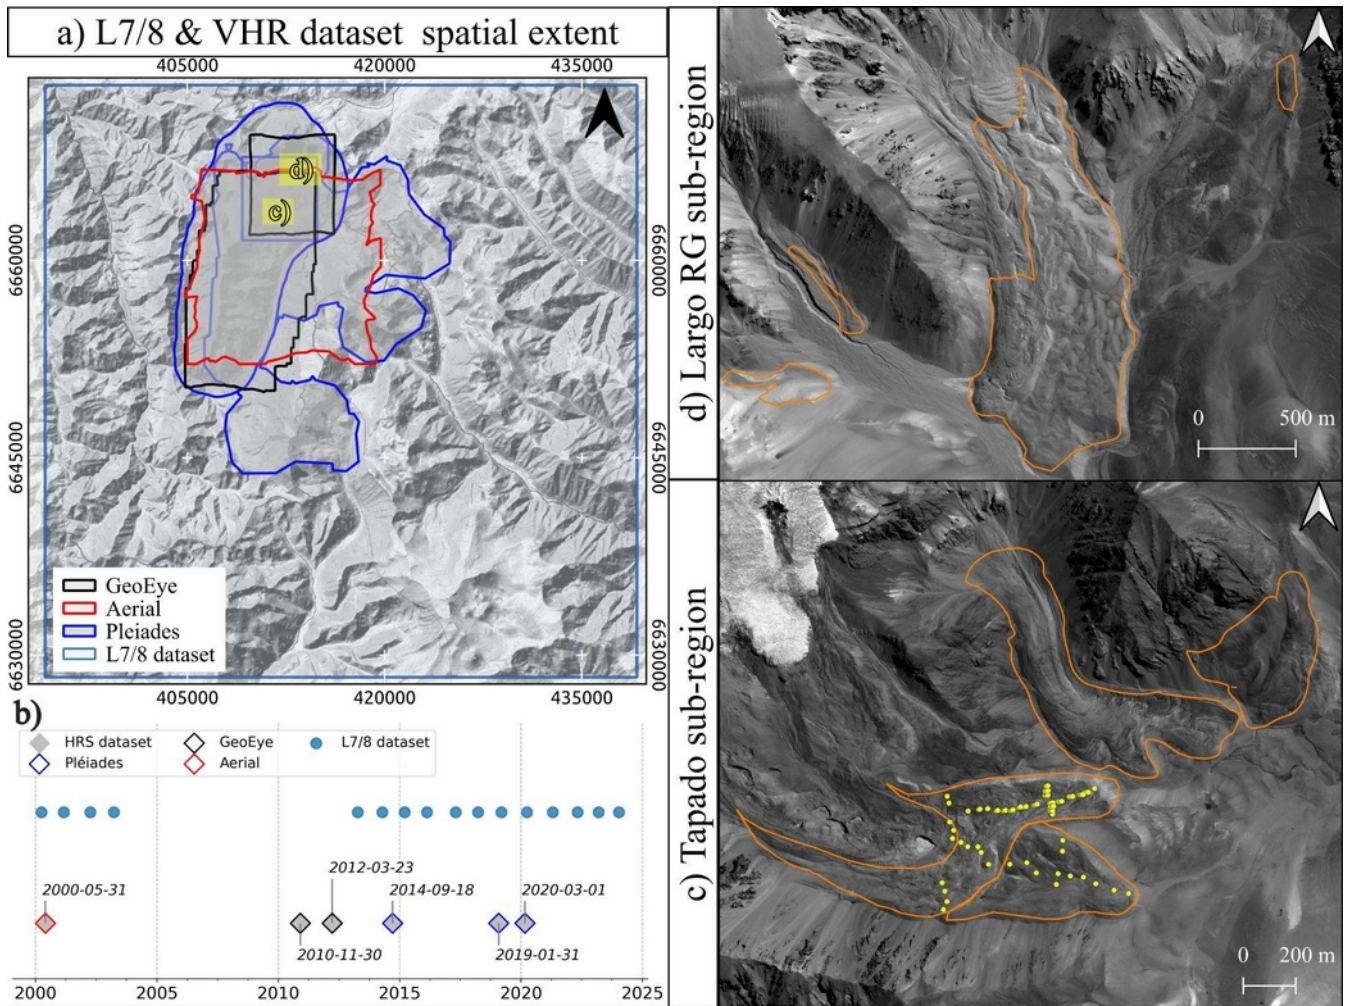 a) L7/8 & VHR dataset spatial extent
405000 420000 435000
d)
c)
6660000 6660000
6645000 6645000
6630000 6630000
GeoEye
Aerial
Pleiades
L7/8 dataset
405000 420000 435000
b)
HRS dataset GeoEye L7/8 dataset
Pléiades Aerial
2012-03-23
2000-05-31 2014-09-18 2020-03-01
2010-11-30 2019-01-31
2000 2005 2010 2015 2020 2025
d) Largo RG sub-region
0 500 m
c) Tapado sub-region
0 200 m